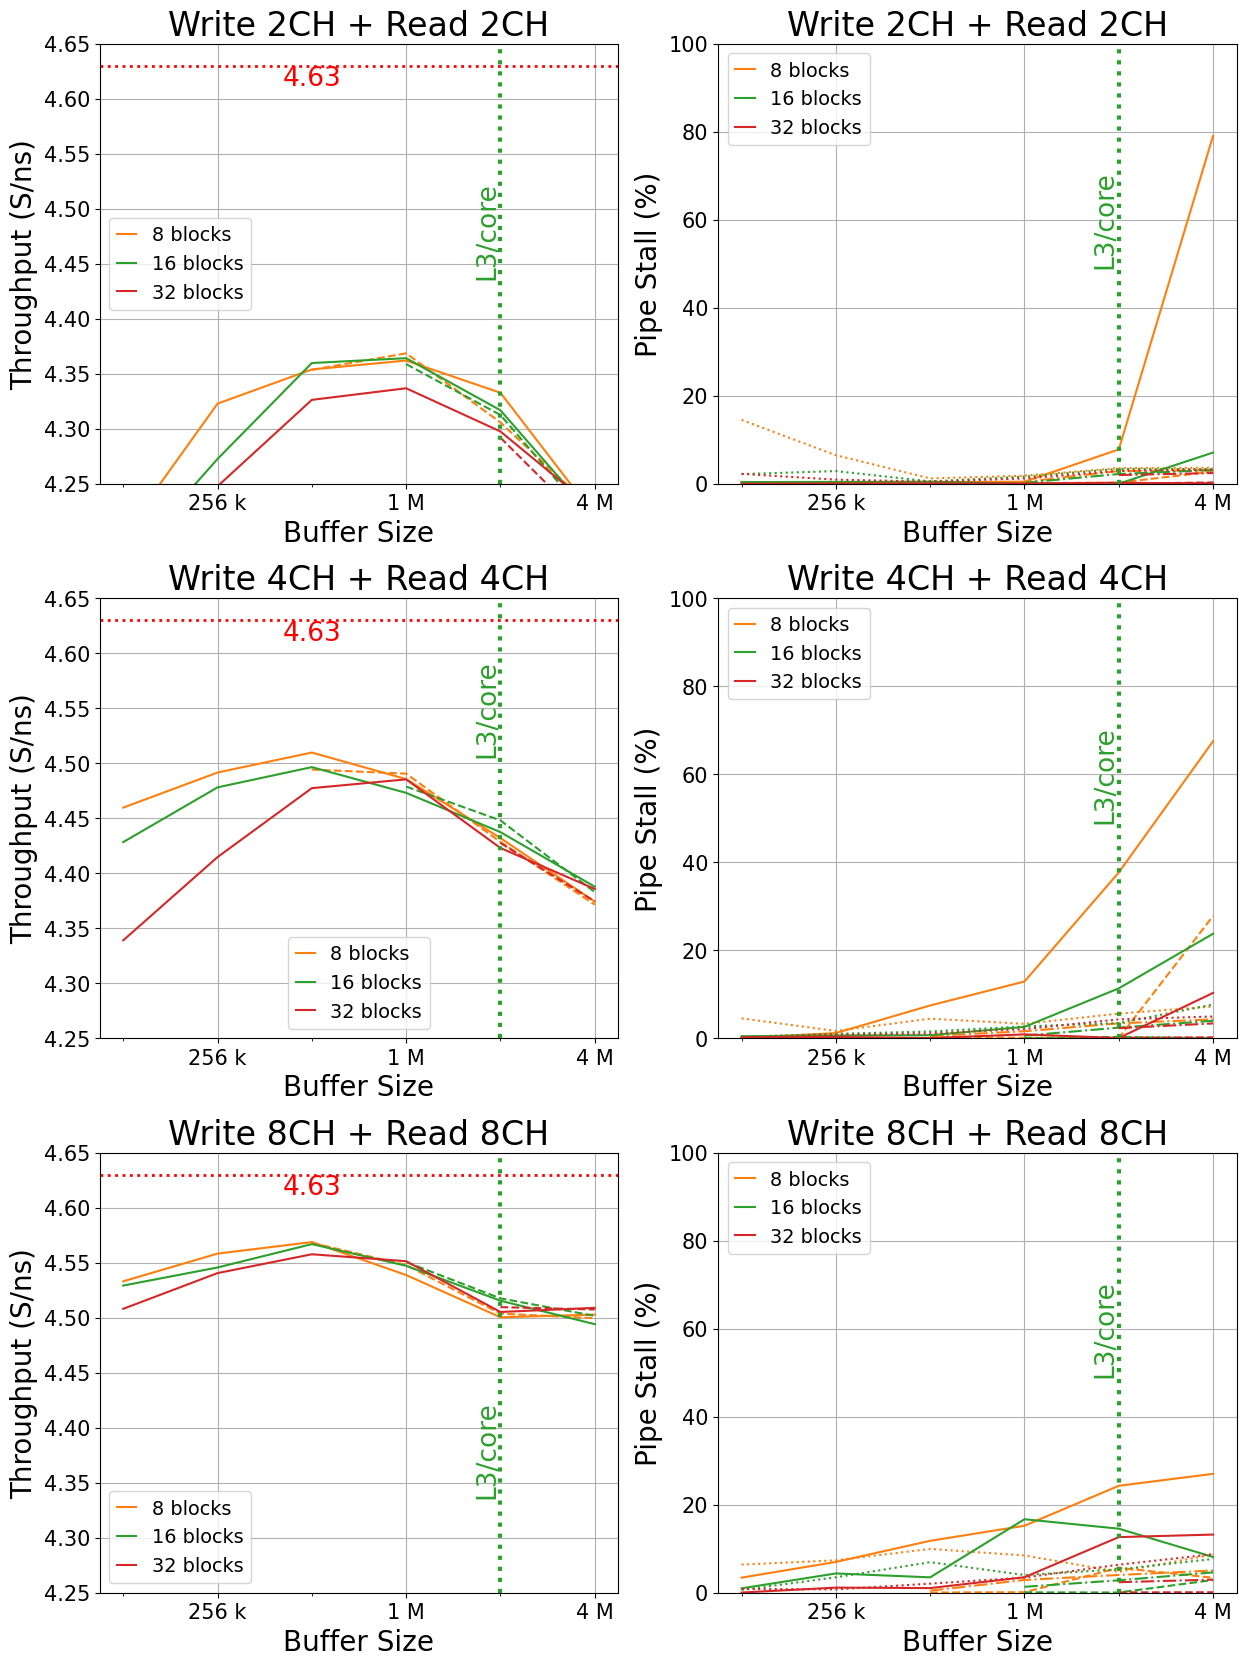 Write 2CH + Read 2CH
4.65
4.60
4.55
4.50
4.45
4.40
4.35
4.30
4.25
Throughput (S/ns)
4.63
L3/core
8 blocks
16 blocks
32 blocks
256 k
1 M
4 M
Buffer Size
Write 2CH + Read 2CH
100
80
60
40
20
0
Pipe Stall (%)
8 blocks
16 blocks
32 blocks
L3/core
256 k
1 M
4 M
Buffer Size
Write 4CH + Read 4CH
4.65
4.60
4.55
4.50
4.45
4.40
4.35
4.30
4.25
Throughput (S/ns)
4.63
L3/core
8 blocks
16 blocks
32 blocks
256 k
1 M
4 M
Buffer Size
Write 4CH + Read 4CH
100
80
60
40
20
0
Pipe Stall (%)
8 blocks
16 blocks
32 blocks
L3/core
256 k
1 M
4 M
Buffer Size
Write 8CH + Read 8CH
4.65
4.60
4.55
4.50
4.45
4.40
4.35
4.30
4.25
Throughput (S/ns)
4.63
L3/core
8 blocks
16 blocks
32 blocks
256 k
1 M
4 M
Buffer Size
Write 8CH + Read 8CH
100
80
60
40
20
0
Pipe Stall (%)
8 blocks
16 blocks
32 blocks
L3/core
256 k
1 M
4 M
Buffer Size